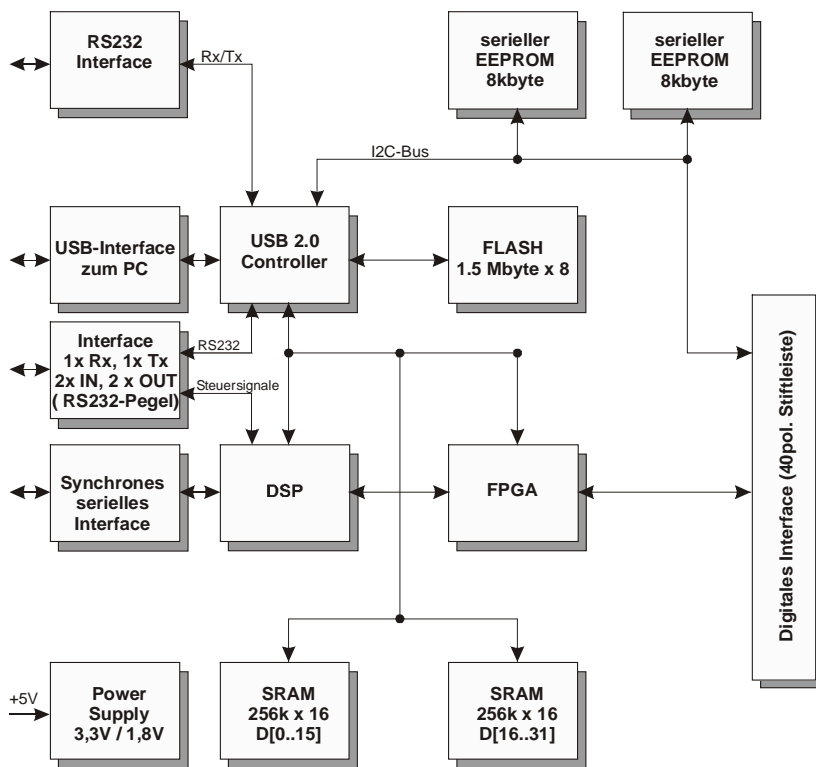 RS232
Interface
Rx/Tx
serieller
EEPROM
8kbyte
serieller
EEPROM
8kbyte
I2C-Bus
USB-Interface
zum PC
USB 2.0
Controller
FLASH
1.5 Mbyte x 8
Interface
1x Rx, 1x Tx
2x IN, 2 x OUT
( RS232-Pegel)
RS232
Steuersignale
Synchrones
serielles
Interface
DSP
FPGA
Digitales Interface (40pol. Stiftleiste)
+5V
Power
Supply
3,3V / 1,8V
SRAM
256k x 16
D[0..15]
SRAM
256k x 16
D[16..31]